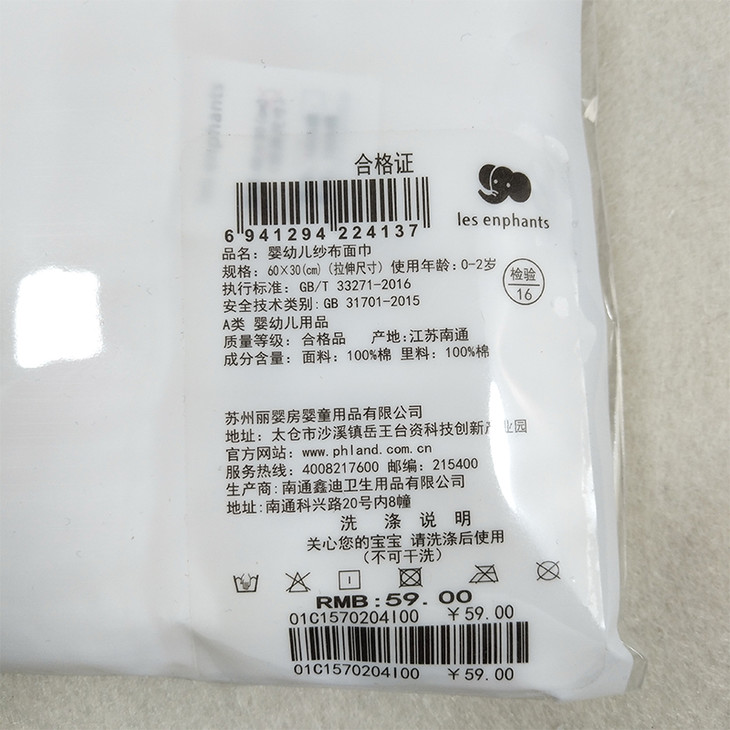 les enphants
合格证
les enphants
6 941294 224137
品名: 婴幼儿纱布面巾
规格: 60×30(cm) (拉伸尺寸) 使用年龄:0-2岁
执行标准: GB/T 33271-2016
检验
16
安全技术类别:GB 31701-2015
A类 婴幼儿用品
质量等级: 合格品 产地:江苏南通
成分含量: 面料: 100%棉 里料: 100%棉
苏州丽婴房婴童用品有限公司
地址: 太仓市沙溪镇岳王台资科技创新产业园
官方网站: www.phland.com.cn
服务热线: 4008217600 邮编: 215400
生产商:南通鑫迪卫生用品有限公司
地址:南通科兴路20号内8幢
洗涤说明
关心您的宝宝 请洗涤后使用
(不可干洗)
RMB:59.00
01C1570204I00 ¥59.00
01C1570204I00 ¥59.00